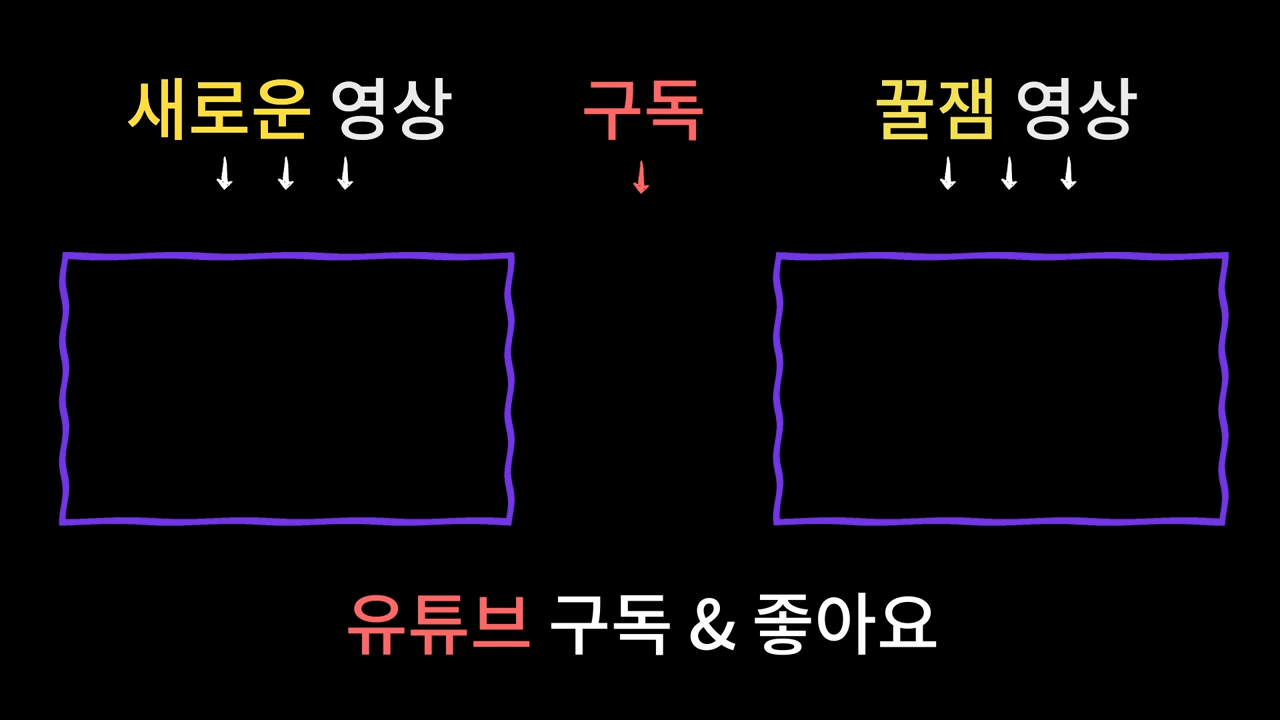 새로운 영상
구독
꿀잼 영상
유튜브 구독 & 좋아요